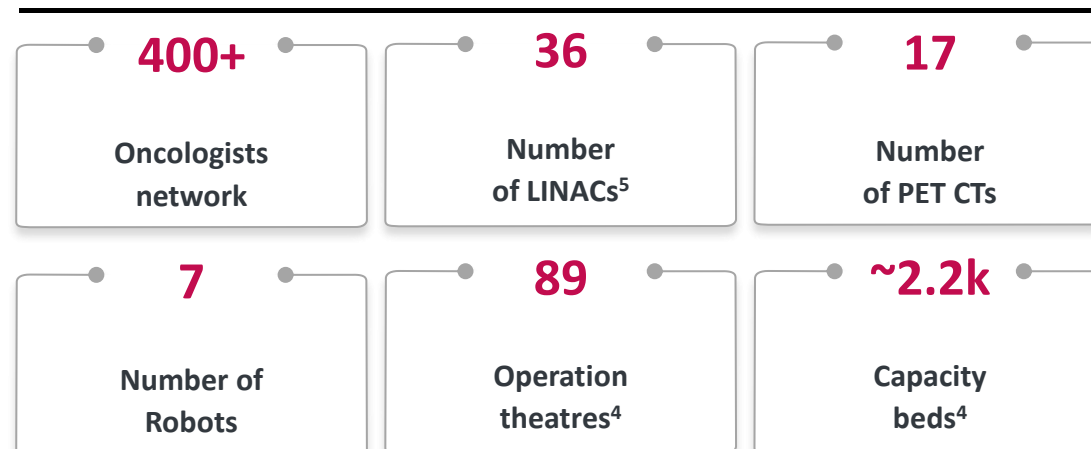 400+
Oncologists
network
36
Number
of LINACs⁵
17
Number
of PET CTs
7
Number of
Robots
89
Operation
theatres⁴
~2.2k
Capacity
beds⁴